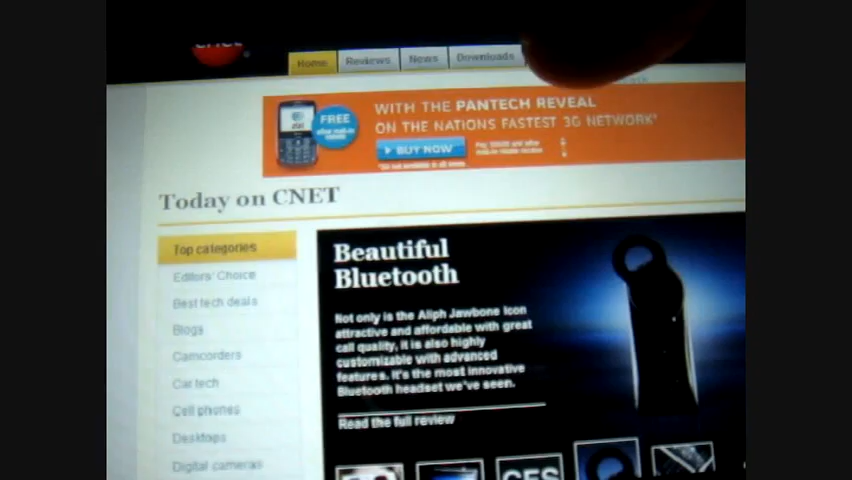 cnet
Home Reviews News Downloads
WITH THE PANTECH REVEAL
ON THE NATIONS FASTEST 3G NETWORK*
FREE
BUY NOW
Today on CNET
Top categories
Editors' Choice
Best tech deals
Blogs
Camcorders
Car tech
Cell phones
Desktops
Digital cameras
Beautiful
Bluetooth
Not only is the Aliph Jawbone Icon
attractive and affordable with great
call quality, it is also highly
customizable with advanced
features. It's the most innovative
Bluetooth headset we've seen.
Read the full review
CES